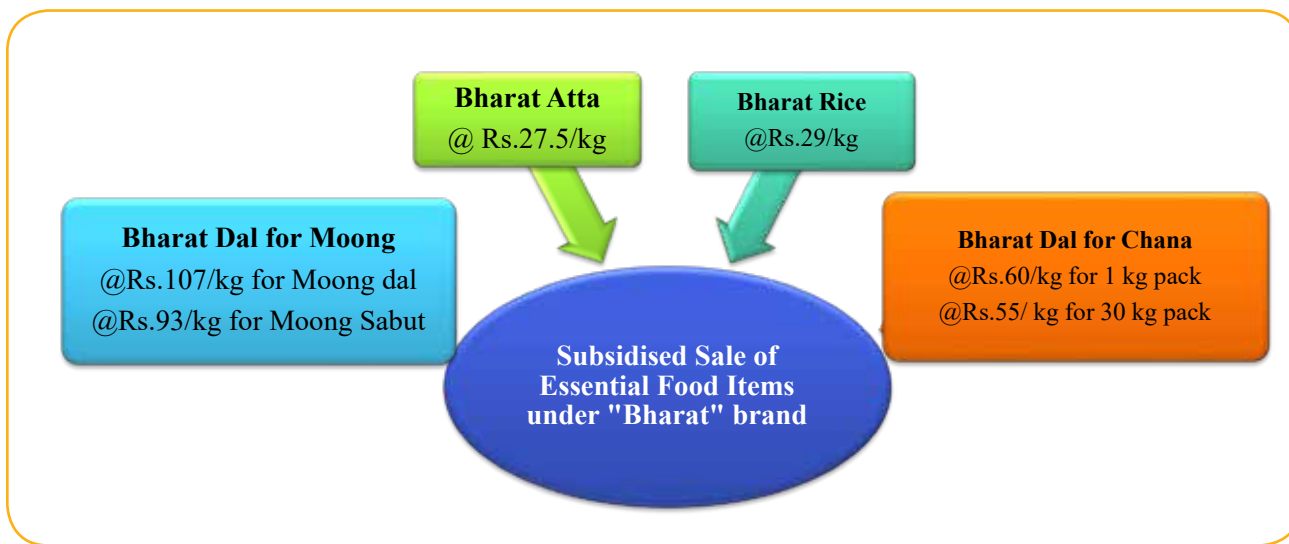 Bharat Atta
@ Rs.27.5/kg
Bharat Rice
@Rs.29/kg
Bharat Dal for Moong
@Rs.107/kg for Moong dal
@Rs.93/kg for Moong Sabut
Bharat Dal for Chana
@Rs.60/kg for 1 kg pack
@Rs.55/ kg for 30 kg pack
Subsidised Sale of
Essential Food Items
under "Bharat" brand